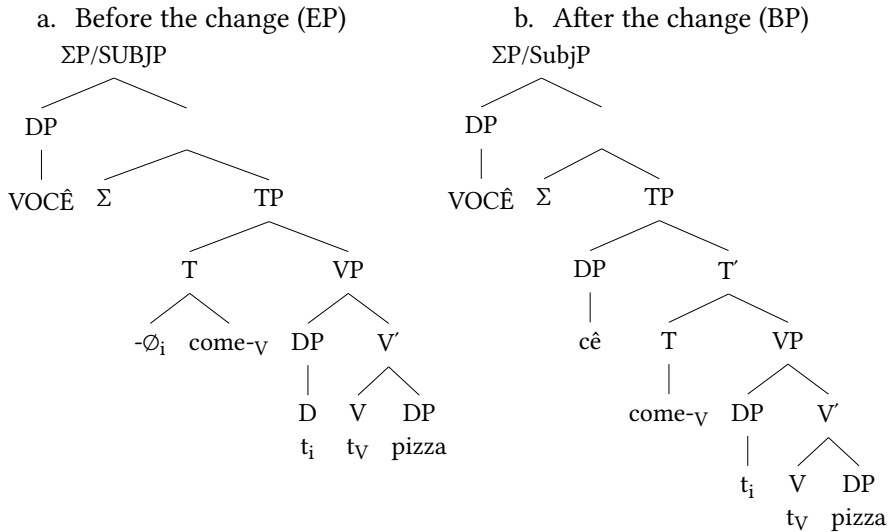 a. Before the change (EP)
ΣP/SUBJP
DP
VOCÊ Σ TP
T VP
-∅i come-V DP V′
D V DP
ti tV pizza
b. After the change (BP)
ΣP/SubjP
DP
VOCÊ Σ TP
DP T′
cê T VP
come-V DP V′
ti V DP
tV pizza